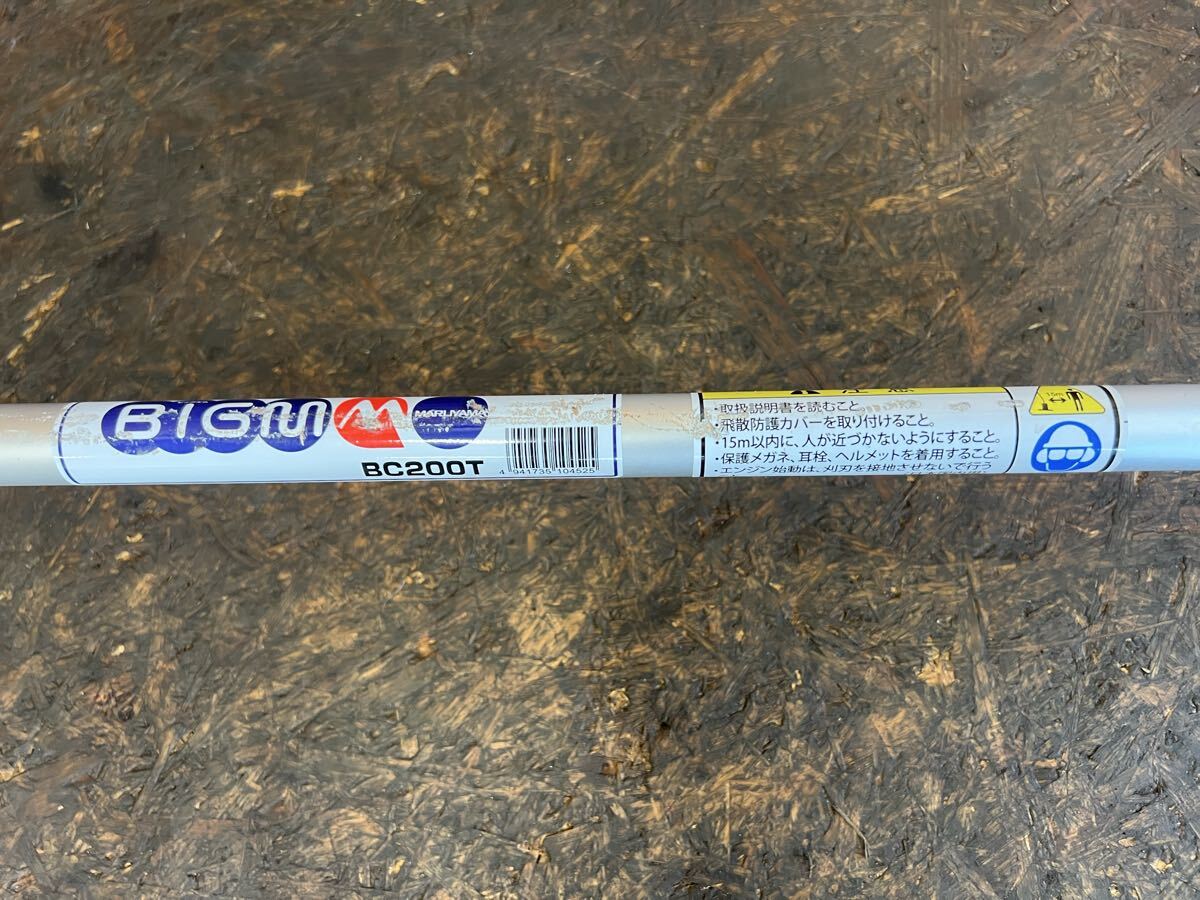 BIGM
MARUYAMA
BC200T
4 941735 104525
・取扱説明書を読むこと。
・飛散防護カバーを取り付けること。
・15m以内に、人が近づかないようにすること。
・保護メガネ、耳栓、ヘルメットを着用すること。
・エンジン始動は、刈刃を接地させないで行う
15m